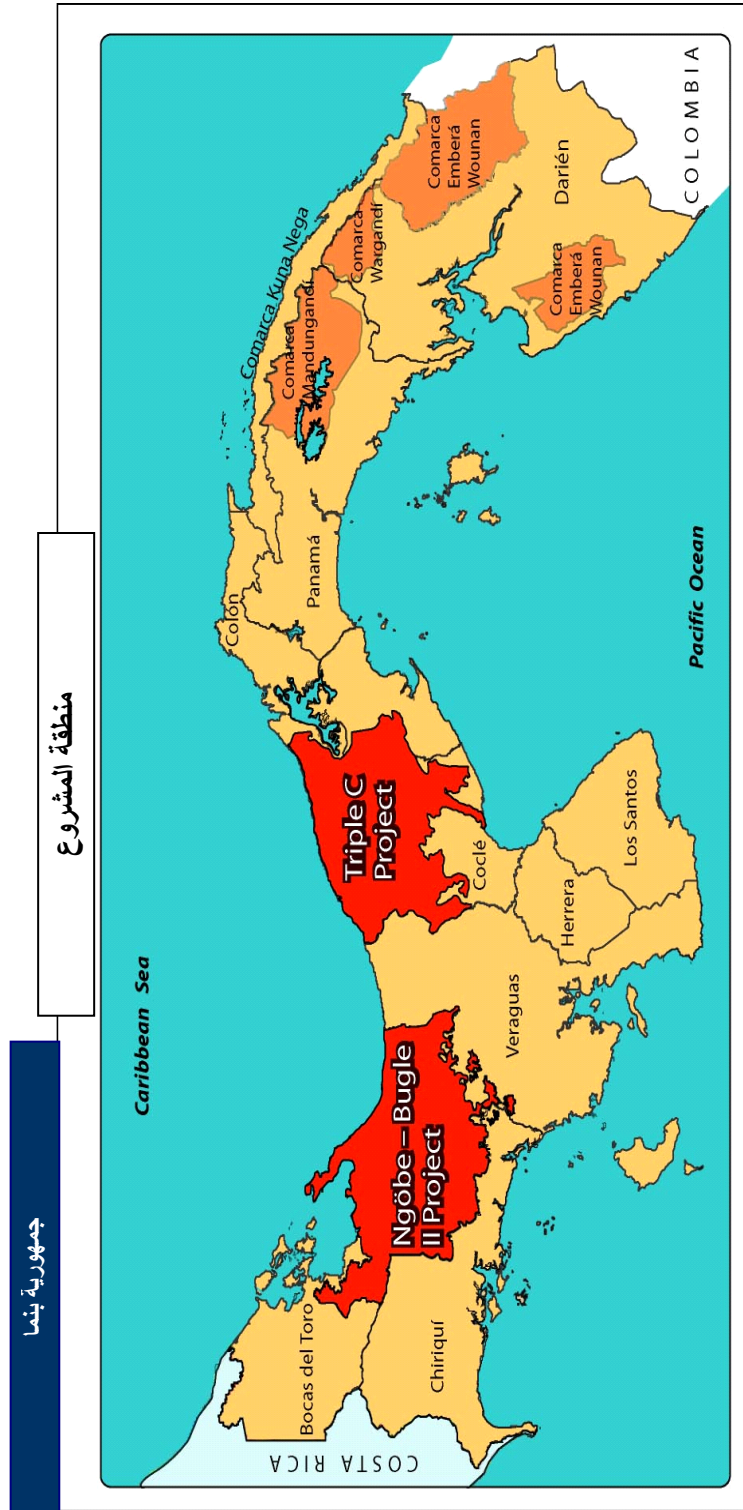 جمهورية بنما
منطقة المشروع
Caribbean Sea
COSTA RICA
Bocas del Toro
Chiriquí
Ngöbe – Bugle
II Project
Veraguas
Triple C
Project
Coclé
Herrera
Los Santos
Colón
Panamá
Comarca Kuna Nega
Comarca
Mandungandí
Comarca
Wargandí
Comarca
Emberá
Wounan
Darién
Comarca
Emberá
Wounan
COLOMBIA
Pacific Ocean